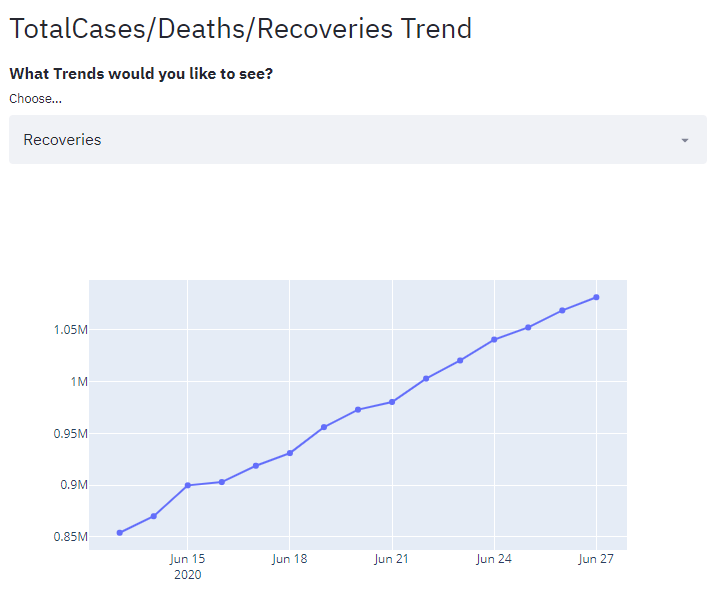 TotalCases/Deaths/Recoveries Trend
What Trends would you like to see?
Choose...
Recoveries
1.05M
1M
0.95M
0.9M
0.85M
Jun 15 Jun 18 Jun 21 Jun 24 Jun 27
2020